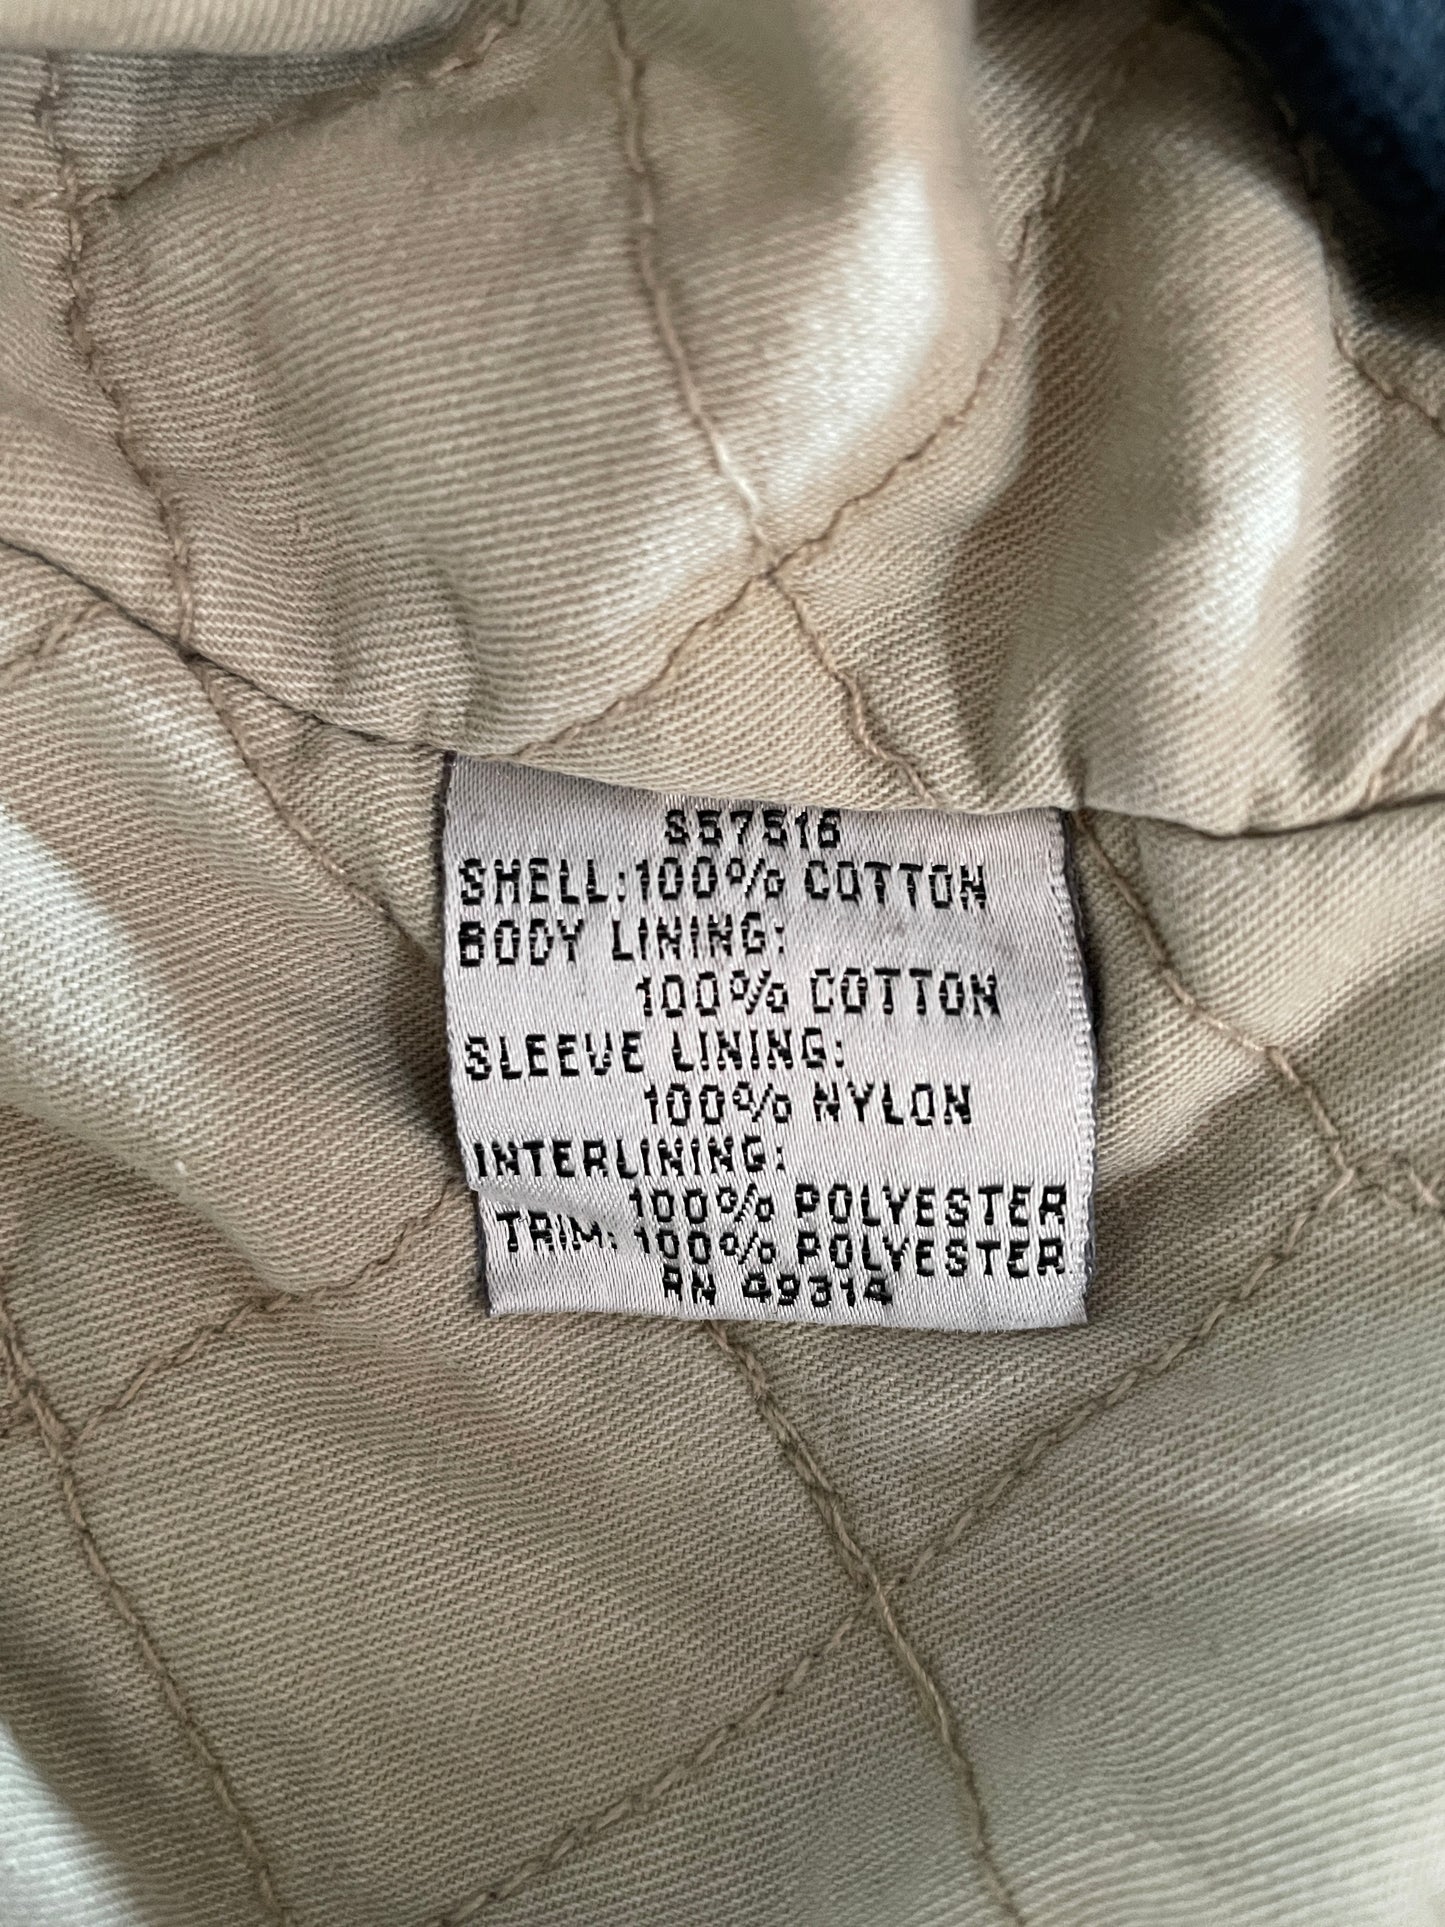 S57516
SHELL:100% COTTON
BODY LINING:
100% COTTON
SLEEVE LINING:
100% NYLON
INTERLINING:
100% POLYESTER
TRIM: 100% POLYESTER
RN 49314